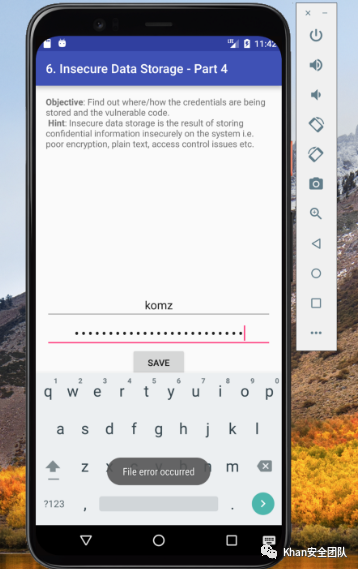 11:42
6. Insecure Data Storage - Part 4
Objective: Find out where/how the credentials are being
stored and the vulnerable code.
Hint: Insecure data storage is the result of storing
confidential information insecurely on the system i.e.
poor encryption, plain text, access control issues etc.
komz
•••••••••••••••••••••••••
SAVE
1 2 3 4 5 6 7 8 9 0
q w e r t y u i o p
a s d f g h j k l
z x n m
File error occurred
?123 , .
Khan安全团队